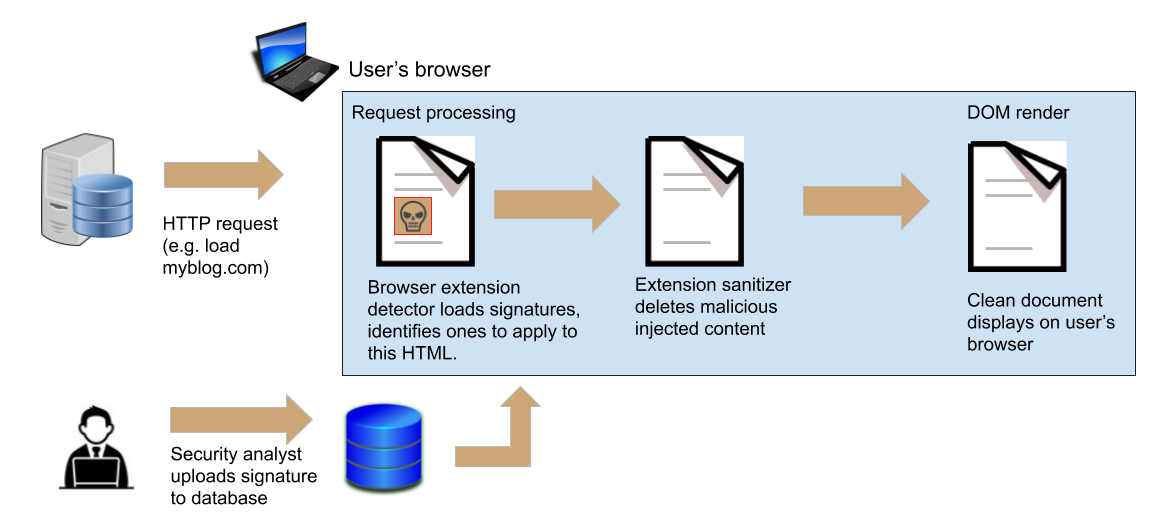 User's browser
Request processing
DOM render
HTTP request
(e.g. load
myblog.com)
Browser extension
detector loads signatures,
identifies ones to apply to
this HTML.
Extension sanitizer
deletes malicious
injected content
Clean document
displays on user's
browser
Security analyst
uploads signature
to database